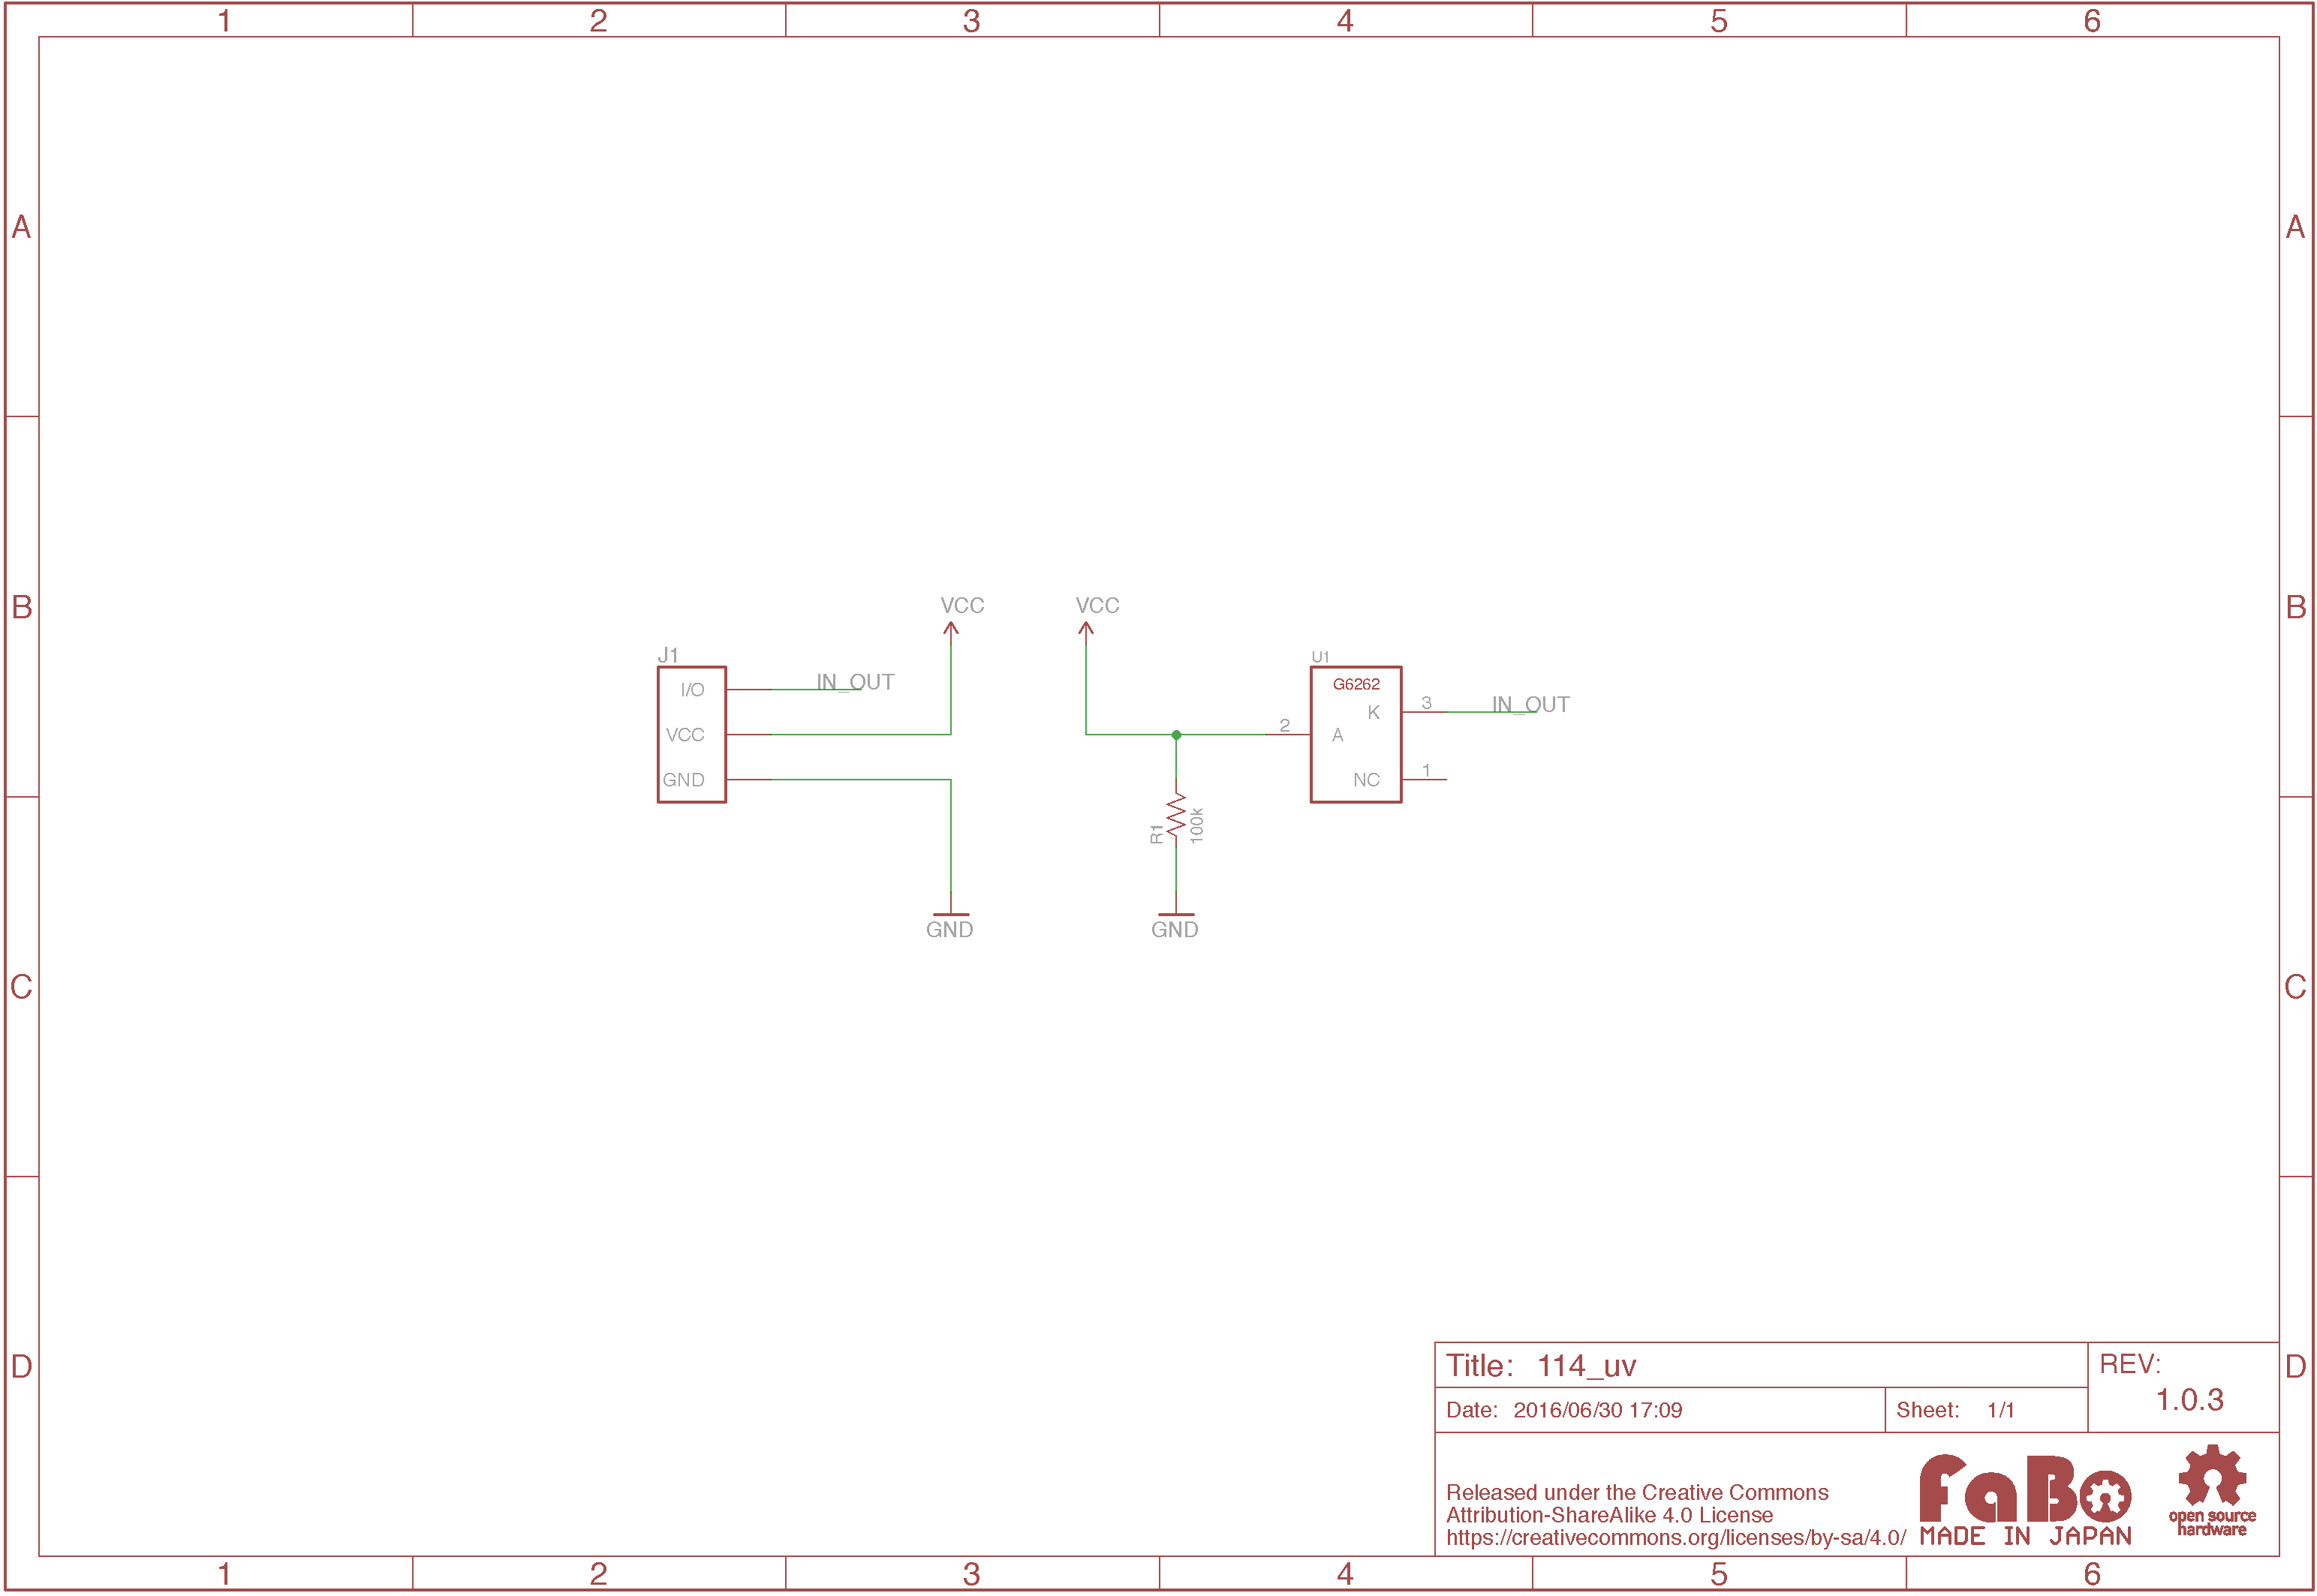 1 2 3 4 5 6
A A
B B
C C
D D
VCC VCC
J1
I/O IN_OUT
VCC
GND
GND
U1
G6262
K 3 IN_OUT
2 A
NC 1
R1 100k
GND
Title: 114_uv
REV:
1.0.3
Date: 2016/06/30 17:09 Sheet: 1/1
Released under the Creative Commons
Attribution-ShareAlike 4.0 License
https://creativecommons.org/licenses/by-sa/4.0/
FaBo
MADE IN JAPAN
open source
hardware
1 2 3 4 5 6